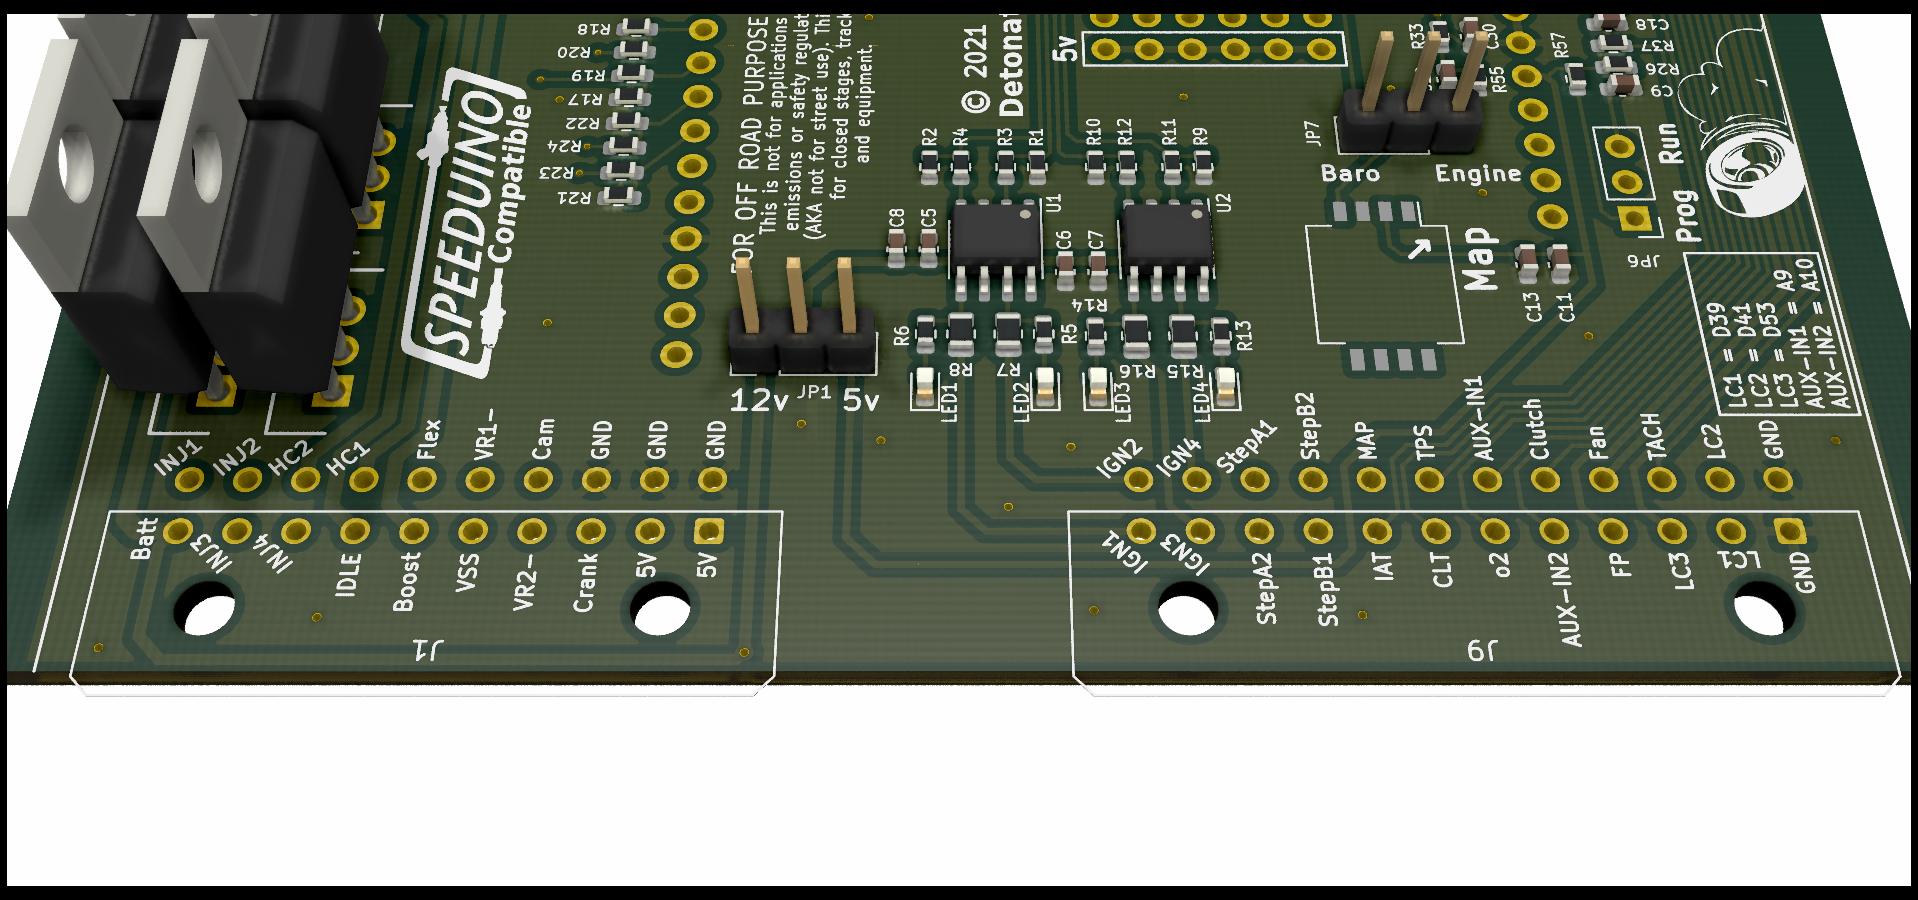 R18
R20
R19
R17
R22
R24
R23
R21
SPEEDUINO
Compatible
FOR OFF ROAD PURPOSE
This is not for applications
emissions or safety regulat
(AKA not for street use). Thi
for closed stages, track
and equipment.
© 2021
Detonat
5v
R2
R4
R3
R1
R10
R12
R11
R9
R33
C30
R55
R57
C18
R37
R26
C9
JP7
Baro
Engine
Run
Prog
JP6
Map
C13
C11
C8
C5
U1
C6
C7
U2
R14
R6
R8
R7
R5
R16
R15
R13
LED1
LED2
LED3
LED4
12v
JP1
5v
LC1 = D39
LC2 = D41
LC3 = D53
AUX-IN1 = A9
AUX-IN2 = A10
INJ1
INJ2
HC2
HC1
Flex
VR1-
Cam
GND
GND
GND
IGN2
IGN4
StepA1
StepB2
MAP
TPS
AUX-IN1
Clutch
Fan
TACH
LC2
GND
Batt
INJ3
INJ4
IDLE
Boost
VSS
VR2-
Crank
5V
5V
IGN1
IGN3
StepA2
StepB1
IAT
CLT
o2
AUX-IN2
FP
LC3
LC1
GND
J1
J9